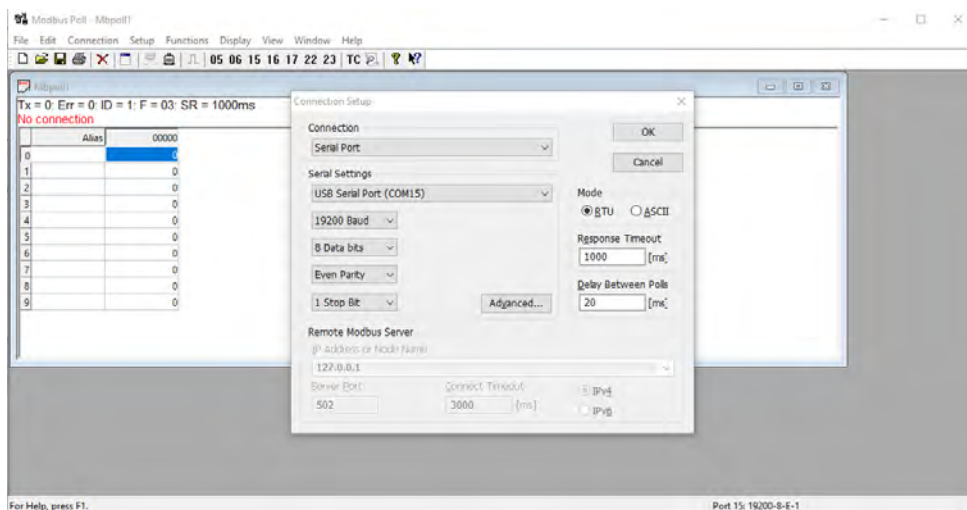 Modbus Poll - Mbpoll1
File Edit Connection Setup Functions Display View Window Help
05 06 15 16 17 22 23 TC
Mbpoll1
Tx = 0: Err = 0: ID = 1: F = 03: SR = 1000ms
No connection
Alias 00000
0 0
1 0
2 0
3 0
4 0
5 0
6 0
7 0
8 0
9 0
Connection Setup
Connection
Serial Port
OK
Cancel
Serial Settings
USB Serial Port (COM15)
19200 Baud
8 Data bits
Even Parity
1 Stop Bit
Advanced...
Mode
RTU ASCII
Response Timeout
1000 [ms]
Delay Between Polls
20 [ms]
Remote Modbus Server
IP Address or Node Name
127.0.0.1
Server Port Connect Timeout
502 3000 [ms]
IPv4
IPv6
For Help, press F1.
Port 15: 19200-8-E-1